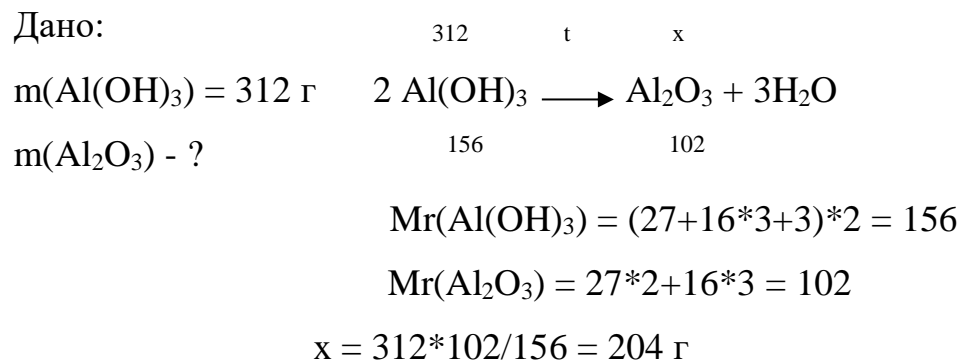 Дано:
312 t x
m(Al(OH)₃) = 312 г 2 Al(OH)₃ ⟶ Al₂O₃ + 3H₂O
m(Al₂O₃) - ? 156 102
Mr(Al(OH)₃) = (27+16*3+3)*2 = 156
Mr(Al₂O₃) = 27*2+16*3 = 102
x = 312*102/156 = 204 г